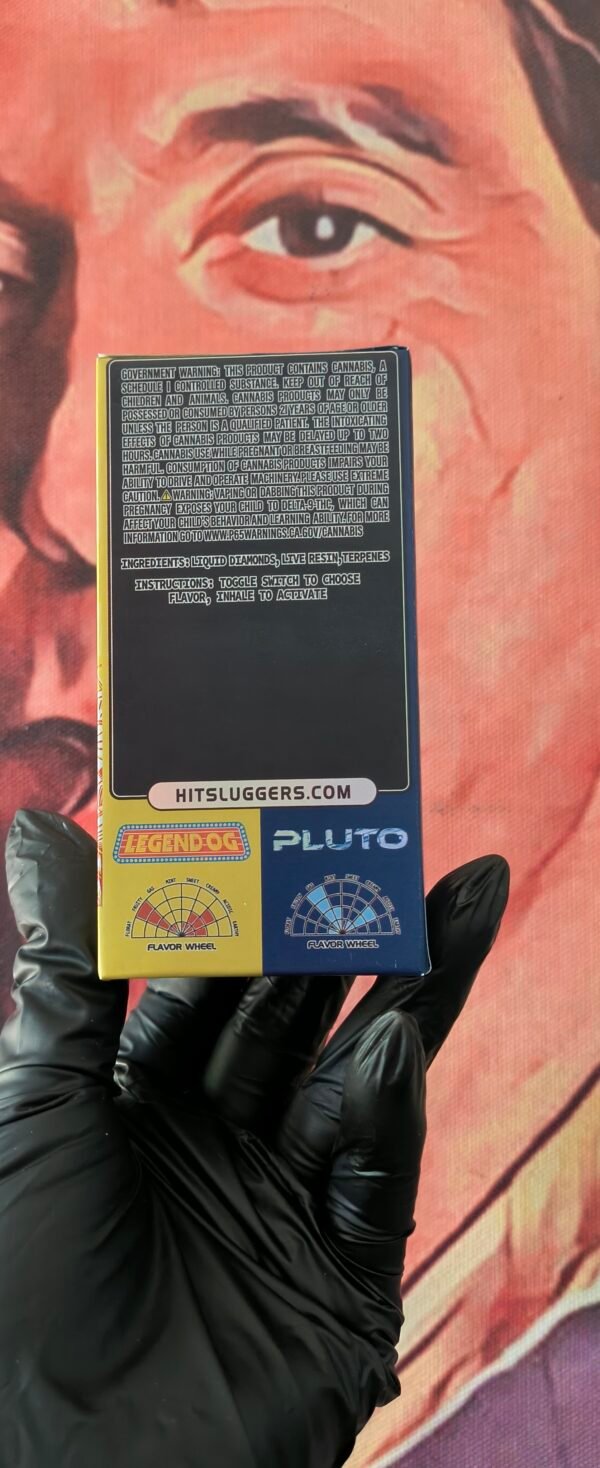 GOVERNMENT WARNING: THIS PRODUCT CONTAINS CANNABIS, A
SCHEDULE I CONTROLLED SUBSTANCE. KEEP OUT OF REACH OF
CHILDREN AND ANIMALS. CANNABIS PRODUCTS MAY ONLY BE
POSSESSED OR CONSUMED BY PERSONS 21 YEARS OF AGE OR OLDER
UNLESS THE PERSON IS A QUALIFIED PATIENT. THE INTOXICATING
EFFECTS OF CANNABIS PRODUCTS MAY BE DELAYED UP TO TWO
HOURS. CANNABIS USE WHILE PREGNANT OR BREASTFEEDING MAY BE
HARMFUL. CONSUMPTION OF CANNABIS PRODUCTS IMPAIRS YOUR
ABILITY TO DRIVE AND OPERATE MACHINERY. PLEASE USE EXTREME
CAUTION. ⚠ WARNING: VAPING OR DABBING THIS PRODUCT DURING
PREGNANCY EXPOSES YOUR CHILD TO DELTA-9-THC, WHICH CAN
AFFECT YOUR CHILD'S BEHAVIOR AND LEARNING ABILITY. FOR MORE
INFORMATION GO TO WWW.P65WARNINGS.CA.GOV/CANNABIS
INGREDIENTS: LIQUID DIAMONDS, LIVE RESIN, TERPENES
INSTRUCTIONS: TOGGLE SWITCH TO CHOOSE
FLAVOR, INHALE TO ACTIVATE
HITSLUGGERS.COM
LEGEND OG
PLUTO
FLORAL FRUITY GAS MINT SWEET CREAMY EARTHY
FLAVOR WHEEL
FLAVOR WHEEL